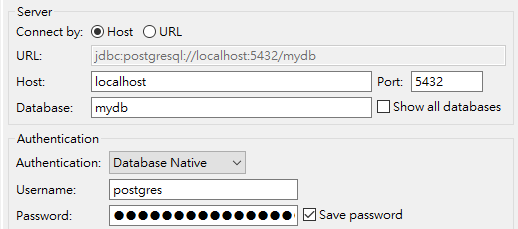 Server
Connect by: Host URL
URL: jdbc:postgresql://localhost:5432/mydb
Host: localhost Port: 5432
Database: mydb Show all databases
Authentication
Authentication: Database Native
Username: postgres
Password: ●●●●●●●●●●●●●●●● Save password